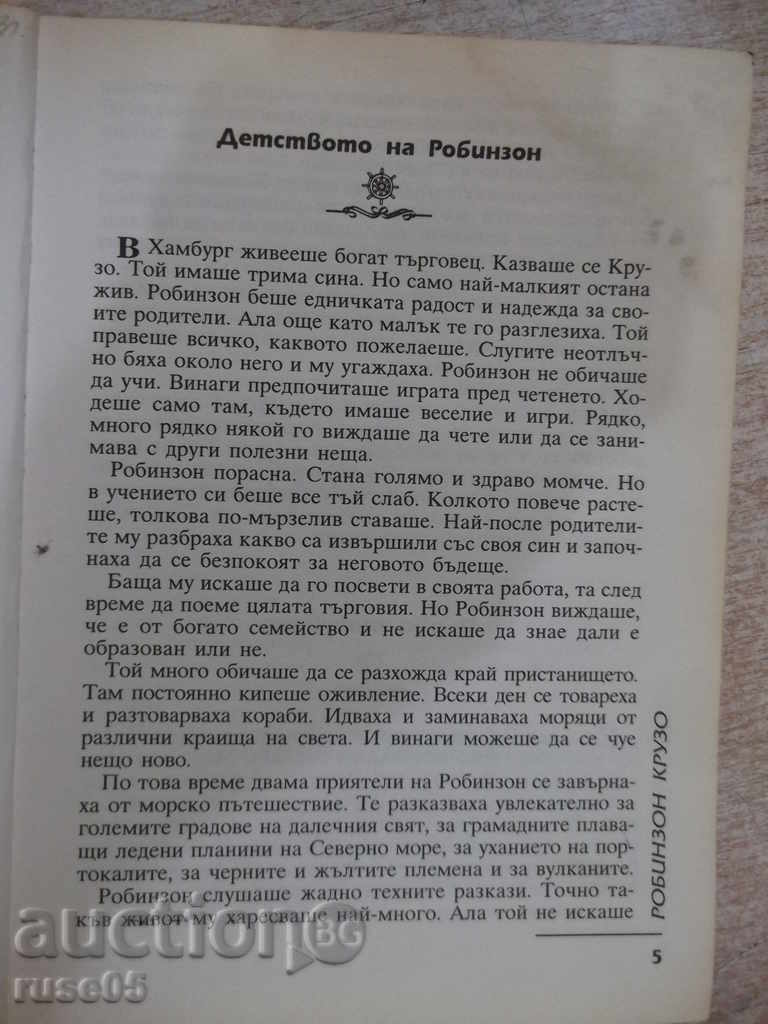 Детството на Робинзон
В Хамбург живееше богат търговец. Казваше се Кру-
зо. Той имаше трима сина. Но само най-малкият остана
жив. Робинзон беше едничката радост и надежда за сво-
ите родители. Ала още като малък те го разглезиха. Той
правеше всичко, каквото пожелаеше. Слугите неотлъч-
но бяха около него и му угаждаха. Робинзон не обичаше
да учи. Винаги предпочиташе играта пред четенето. Хо-
деше само там, където имаше веселие и игри. Рядко,
много рядко някой го виждаше да чете или да се зани-
мава с други полезни неща.
Робинзон порасна. Стана голямо и здраво момче. Но
в учението си беше все тъй слаб. Колкото повече расте-
ше, толкова по-мързелив ставаше. Най-после родители-
те му разбраха какво са извършили със своя син и започ-
наха да се безпокоят за неговото бъдеще.
Баща му искаше да го посвети в своята работа, та след
време да поеме цялата търговия. Но Робинзон виждаше,
че е от богато семейство и не искаше да знае дали е
образован или не.
Той много обичаше да се разхожда край пристанището.
Там постоянно кипеше оживление. Всеки ден се товареха
и разтоварваха кораби. Идваха и заминаваха моряци от
различни краища на света. И винаги можеше да се чуе
нещо ново.
По това време двама приятели на Робинзон се завърна-
ха от морско пътешествие. Те разказваха увлекателно за
големите градове на далечния свят, за грамадните плава-
щи ледени планини на Северно море, за уханието на пор-
токалите, за черните и жълтите племена и за вулканите.
Робинзон слушаше жадно техните разкази. Точно та-
къв живот му харесваше най-много. Ала той не искаше
РОБИНЗОН КРУЗО
5
auction BG
ruse05